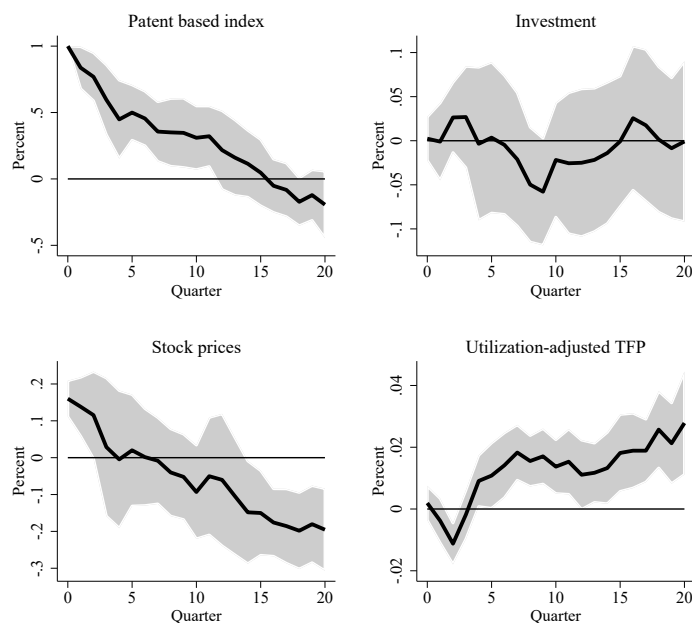 Patent based index
Percent
1
.5
0
-.5
0 5 10 15 20
Quarter
Investment
Percent
.1
.05
0
-.05
-.1
0 5 10 15 20
Quarter
Stock prices
Percent
.2
.1
0
-.1
-.2
-.3
0 5 10 15 20
Quarter
Utilization-adjusted TFP
Percent
.04
.02
0
-.02
0 5 10 15 20
Quarter